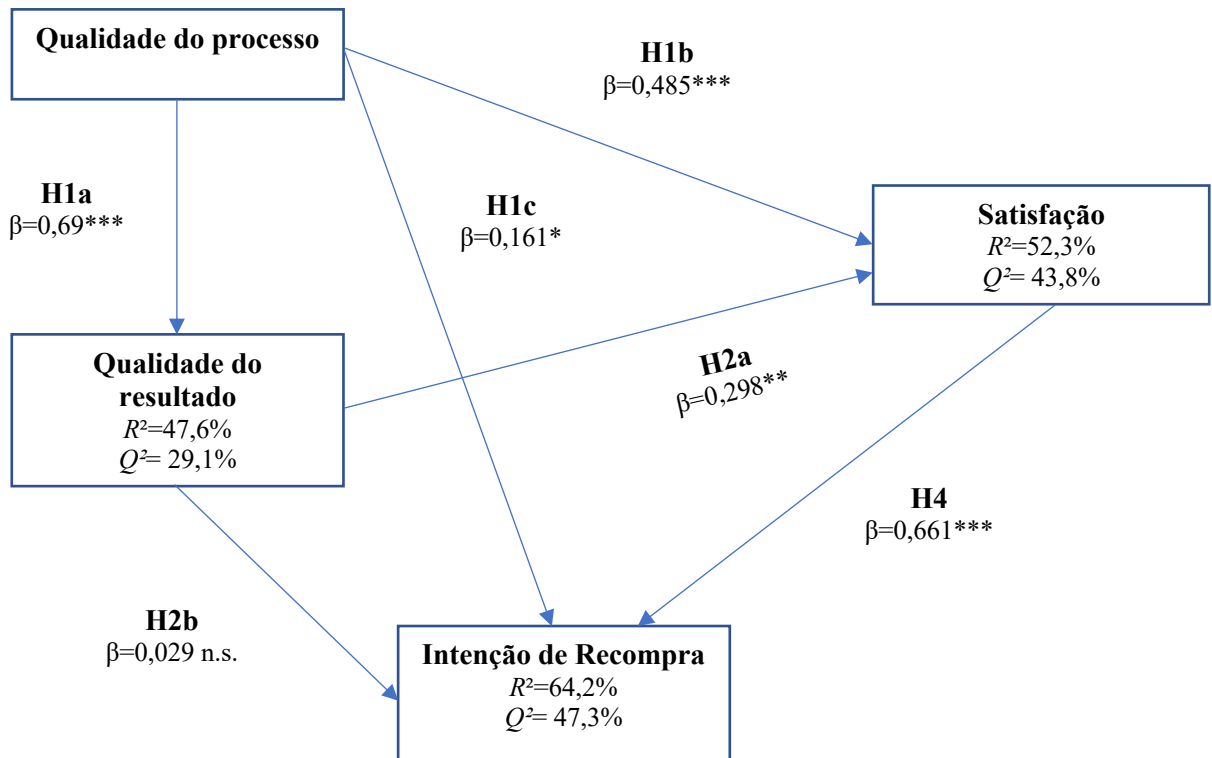 Qualidade do processo
H1b
β=0,485***
H1a
β=0,69***
H1c
β=0,161*
Satisfação
R²=52,3%
Q²= 43,8%
Qualidade do
resultado
R²=47,6%
Q²= 29,1%
H2a
β=0,298**
H4
β=0,661***
H2b
β=0,029 n.s.
Intenção de Recompra
R²=64,2%
Q²= 47,3%